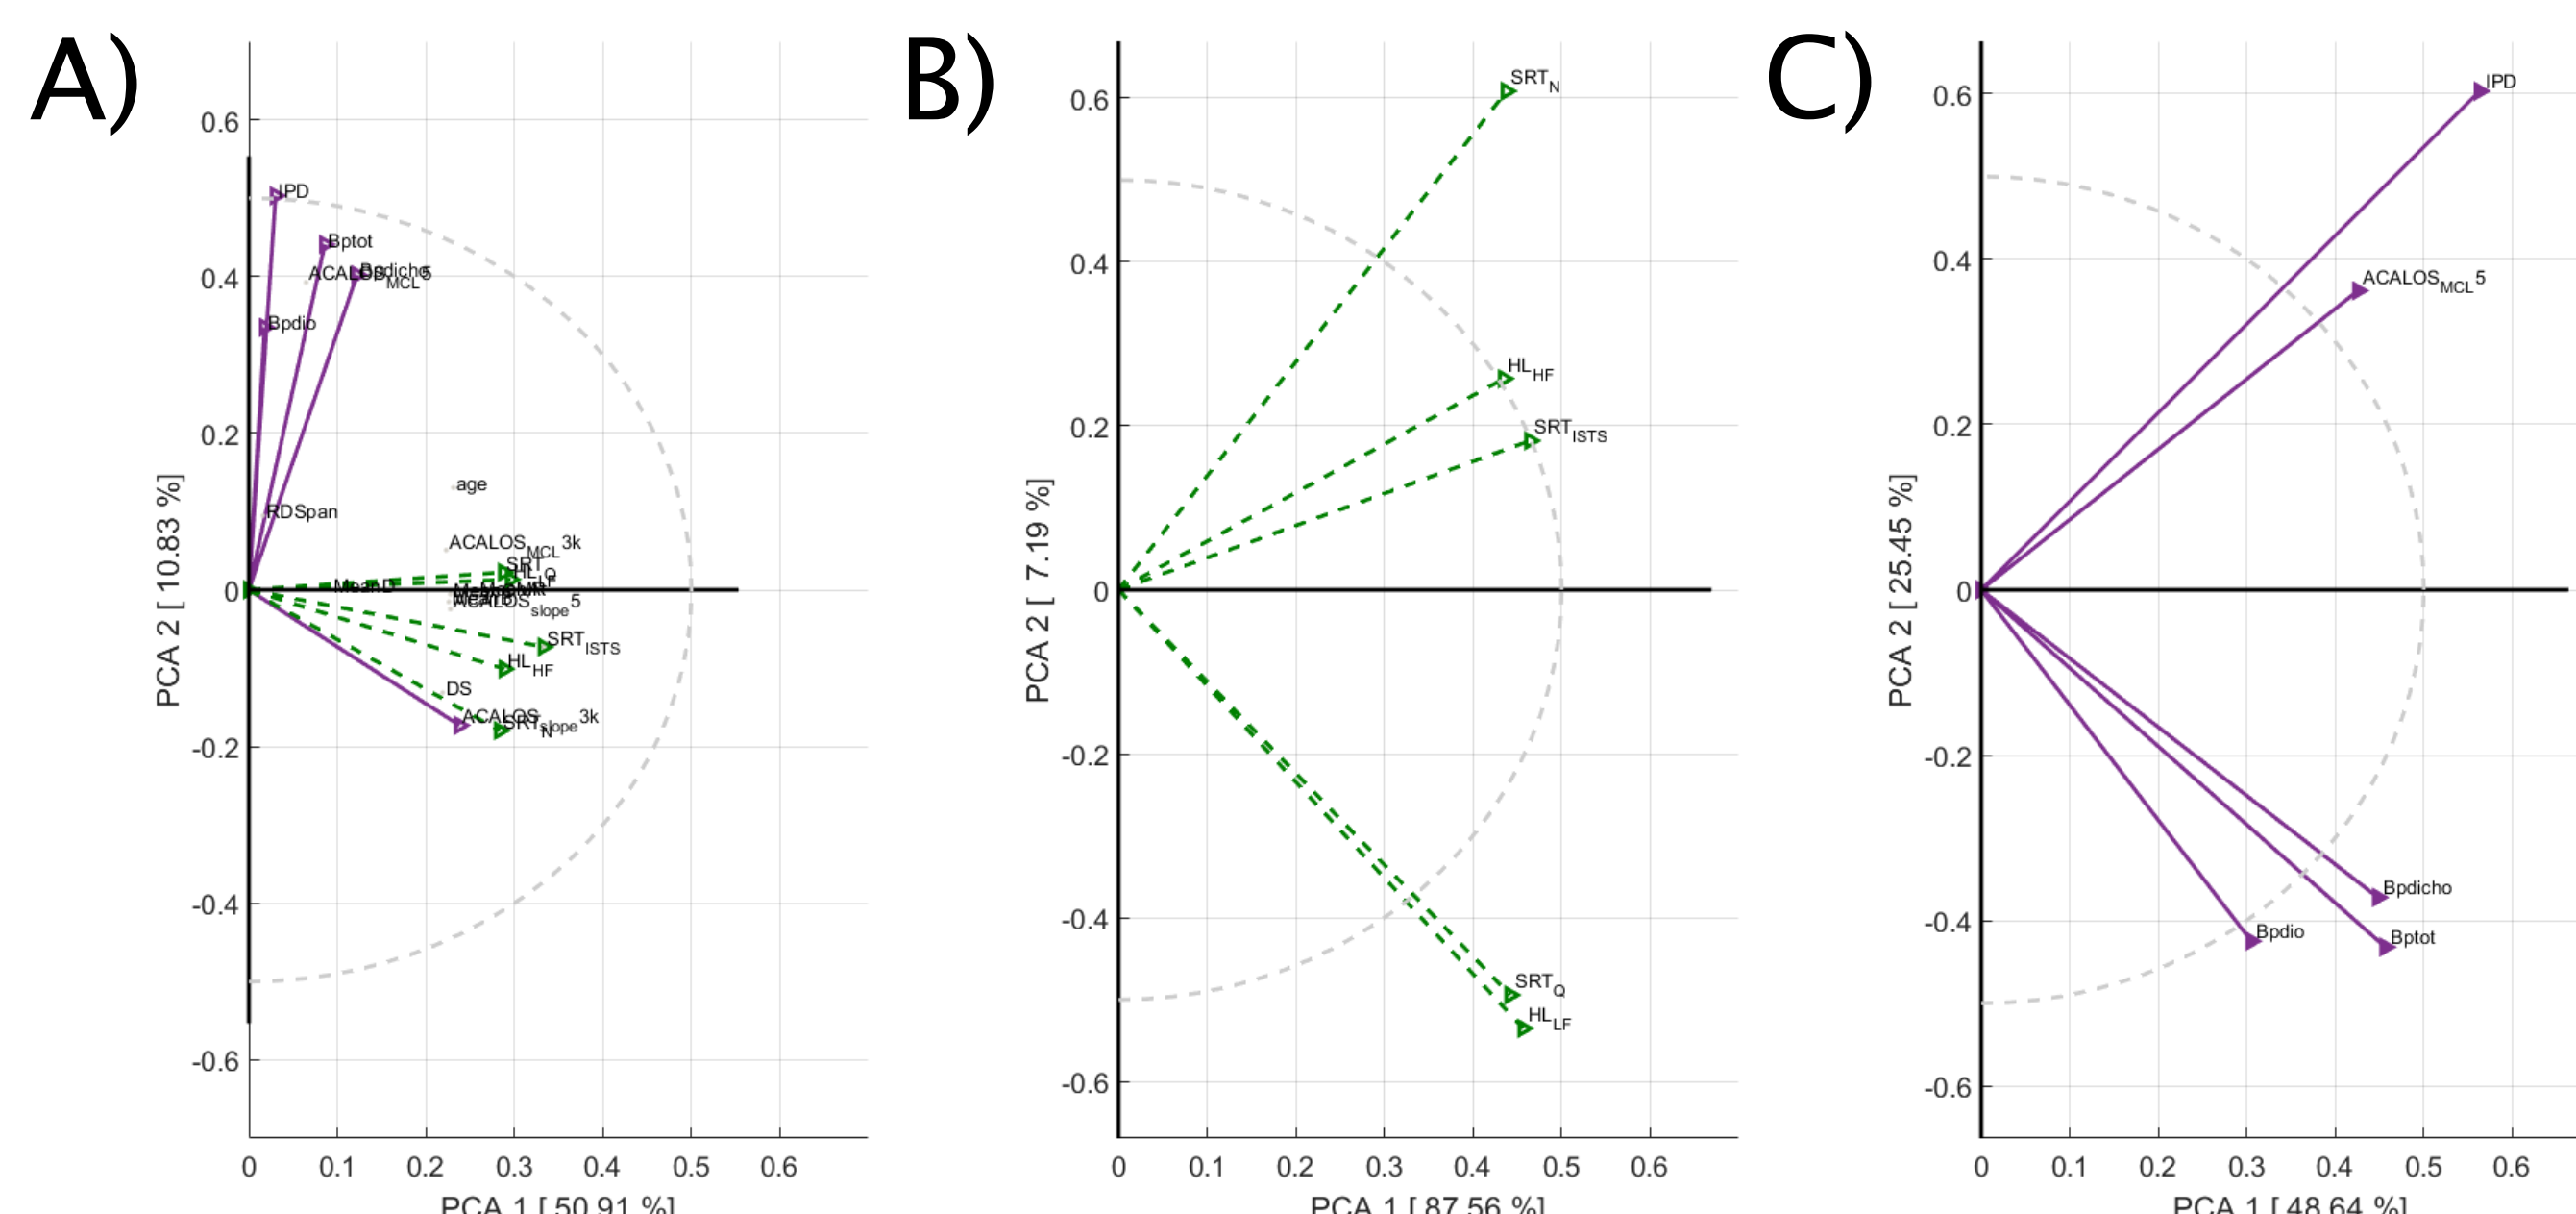 A)
0.6
0.4
0.2
0
-0.2
-0.4
-0.6
0 0.1 0.2 0.3 0.4 0.5 0.6
PCA 2 [ 10.83 %]
PCA 1 [ 50.91 %]
IPD
Bptot
ACALOS MCL 5
Bpdicho
Bpdio
age
RDSpan
ACALOS MCL 3k
SRT Q
HL LF
MeanD
ACALOS slope 5
SRT ISTS
HL HF
DS
ACALOS slope 3k
SRT N
B)
0.6
0.4
0.2
0
-0.2
-0.4
-0.6
0 0.1 0.2 0.3 0.4 0.5 0.6
PCA 2 [ 7.19 %]
PCA 1 [ 87.56 %]
SRT N
HL HF
SRT ISTS
SRT Q
HL LF
C)
0.6
0.4
0.2
0
-0.2
-0.4
-0.6
0 0.1 0.2 0.3 0.4 0.5 0.6
PCA 2 [ 25.45 %]
PCA 1 [ 48.64 %]
IPD
ACALOS MCL 5
Bpdicho
Bpdio
Bptot